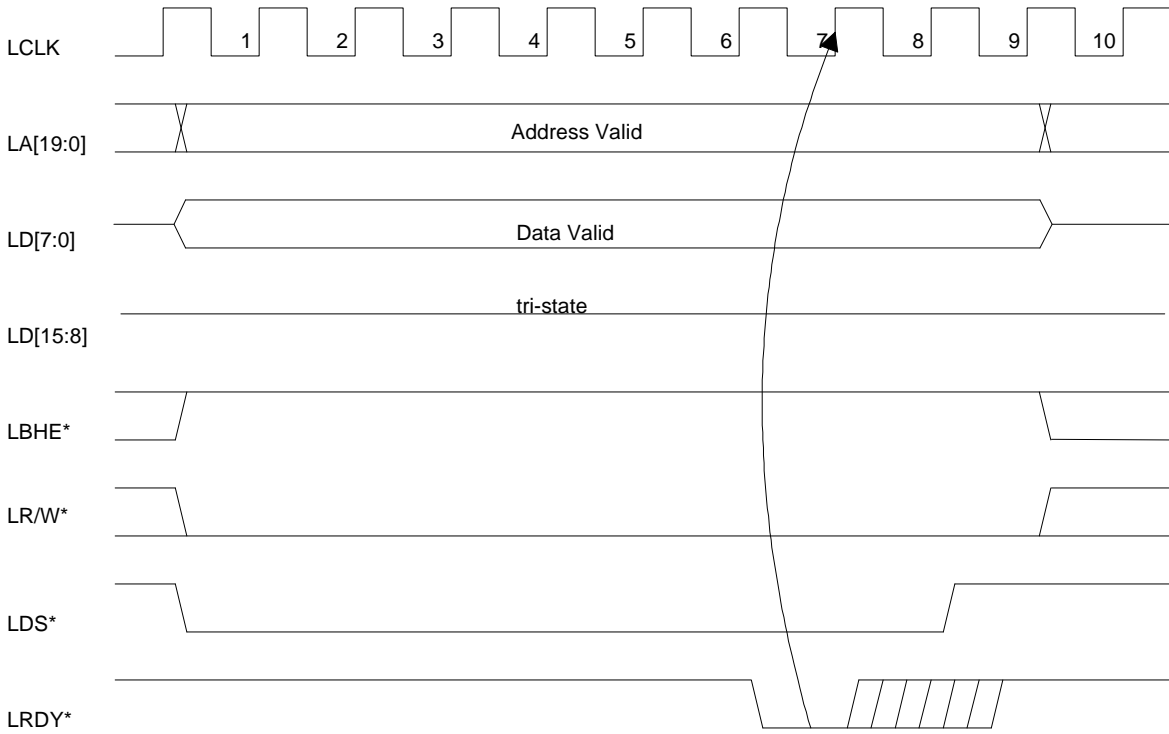 LCLK 1 2 3 4 5 6 7 8 9 10
LA[19:0] Address Valid
LD[7:0] Data Valid
tri-state
LD[15:8]
LBHE*
LR/W*
LDS*
LRDY*